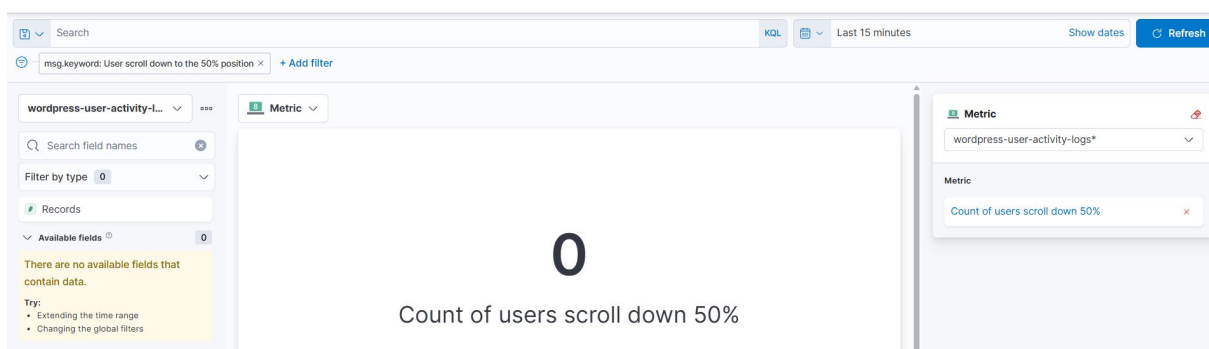 Search
KQL
Last 15 minutes
Show dates
Refresh
msg.keyword: User scroll down to the 50% position ×
+ Add filter
wordpress-user-activity-l...
Search field names
Filter by type 0
Records
Available fields 0
There are no available fields that
contain data.
Try:
• Extending the time range
• Changing the global filters
8 Metric
0
Count of users scroll down 50%
8 Metric
wordpress-user-activity-logs*
Metric
Count of users scroll down 50% ×